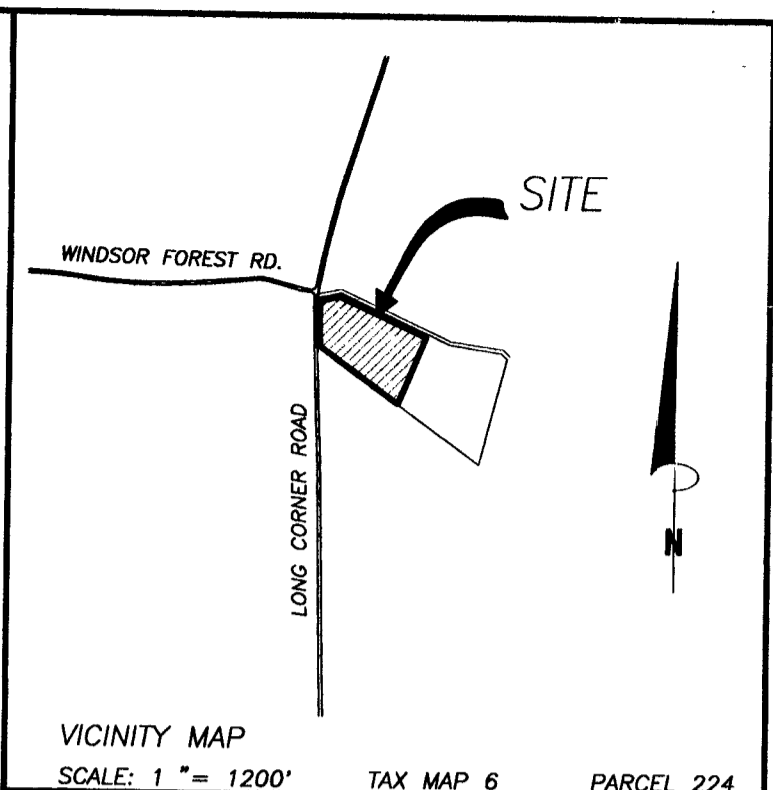 SITE
WINDSOR FOREST RD.
LONG CORNER ROAD
N
VICINITY MAP
SCALE: 1 "= 1200' TAX MAP 6 PARCEL 224